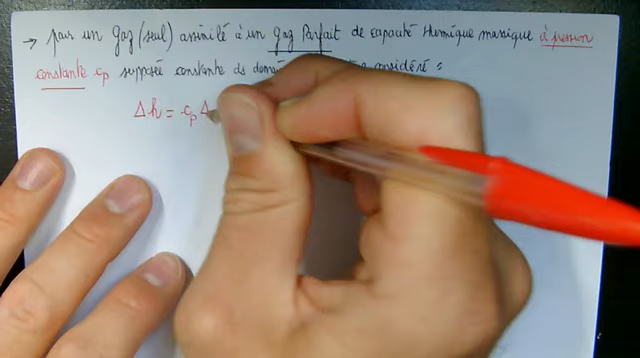 → pour un Gaz (seul) assimilé à un Gaz Parfait de capacité thermique massique à pression
constante cp supposée constante ds considéré :
Δh = cp Δ